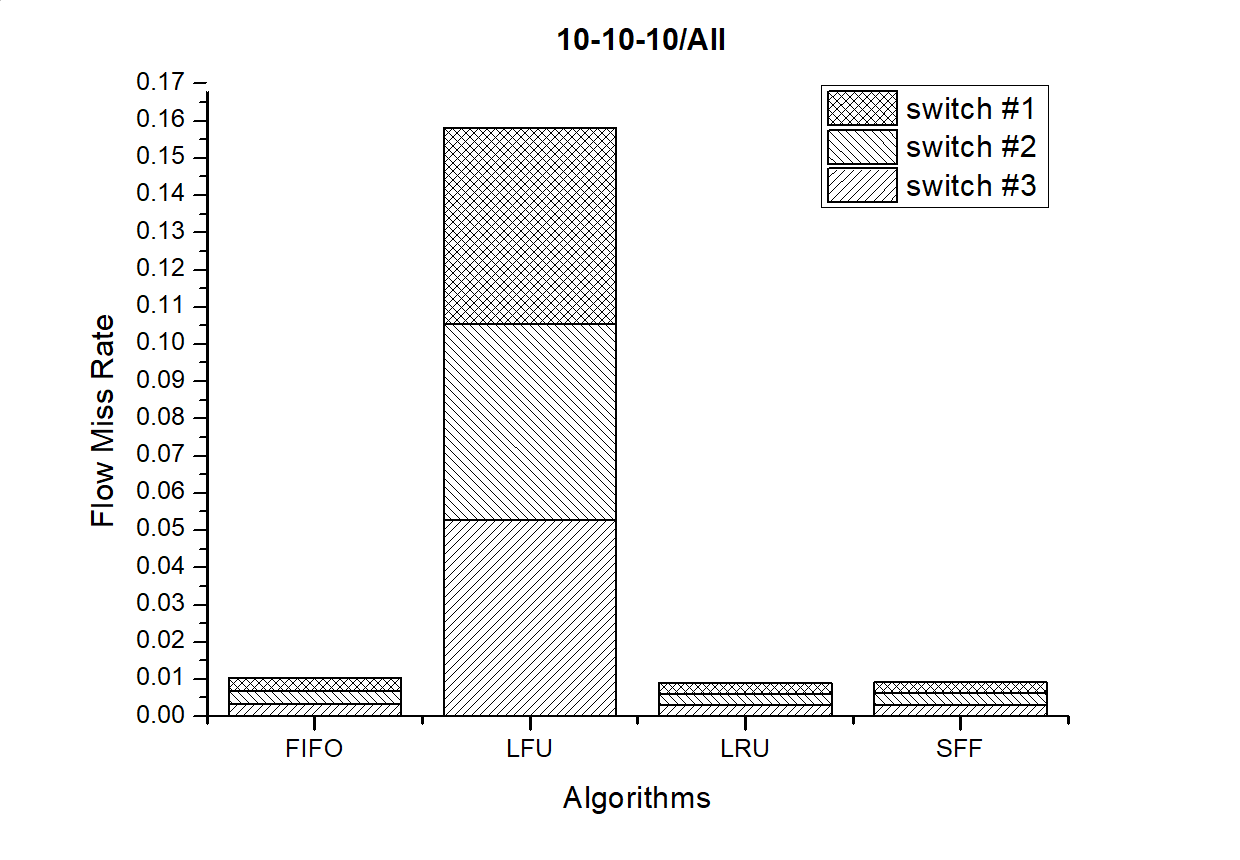 10-10-10/All
switch #1
switch #2
switch #3
0.17
0.16
0.15
0.14
0.13
0.12
0.11
0.10
0.09
0.08
0.07
0.06
0.05
0.04
0.03
0.02
0.01
0.00
Flow Miss Rate
FIFO
LFU
LRU
SFF
Algorithms